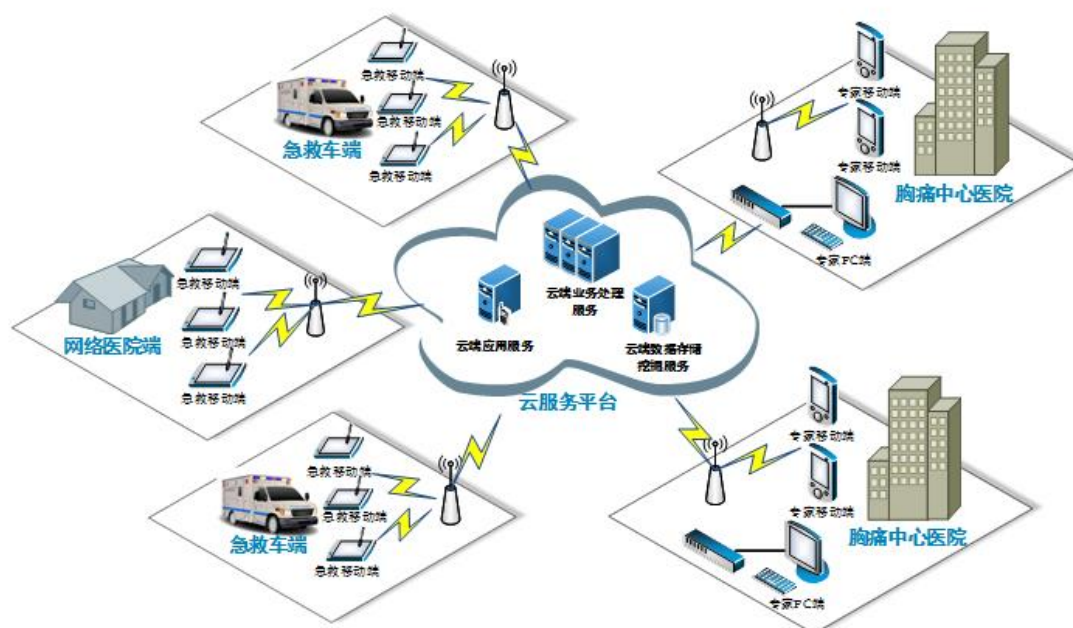 急救移动端
急救移动端
急救移动端
急救车端
专家移动端
专家移动端
胸痛中心医院
专家PC端
急救移动端
急救移动端
急救移动端
网络医院端
云端业务处理
服务
云端应用服务
云端数据存储
挖掘服务
云服务平台
急救移动端
急救移动端
急救移动端
急救车端
专家移动端
专家移动端
胸痛中心医院
专家PC端